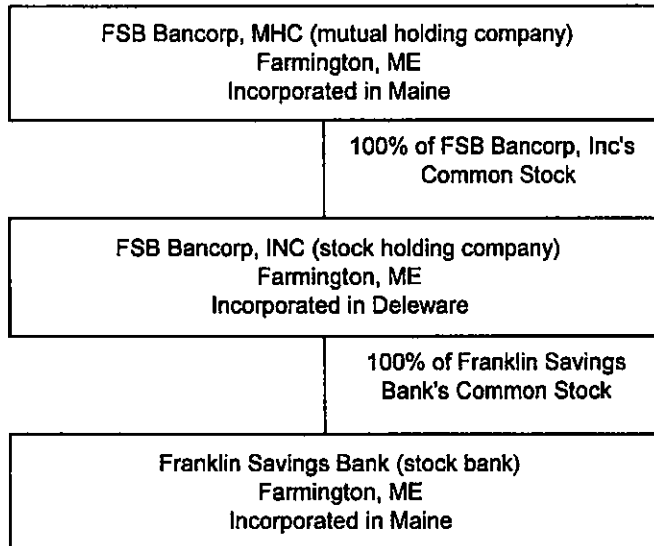 FSB Bancorp, MHC (mutual holding company)
Farmington, ME
Incorporated in Maine
100% of FSB Bancorp, Inc's
Common Stock
FSB Bancorp, INC (stock holding company)
Farmington, ME
Incorporated in Deleware
100% of Franklin Savings
Bank's Common Stock
Franklin Savings Bank (stock bank)
Farmington, ME
Incorporated in Maine